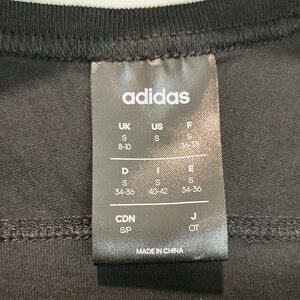 adidas
UK US F
S S S
8-10 36-38
D I E
S S S
34-36 40-42 34-36
CDN J
S/P OT
MADE IN CHINA